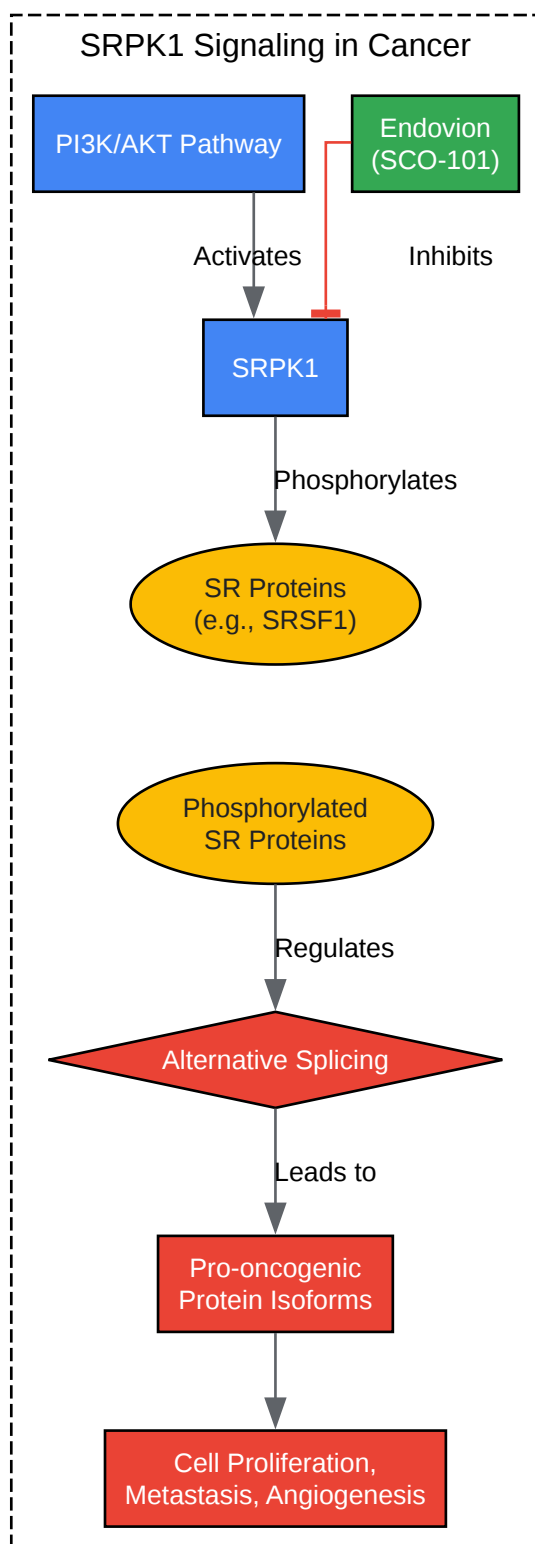 SRPK1 Signaling in Cancer
PI3K/AKT Pathway
Endovion
(SCO-101)
Activates
Inhibits
SRPK1
Phosphorylates
SR Proteins
(e.g., SRSF1)
Phosphorylated
SR Proteins
Regulates
Alternative Splicing
Leads to
Pro-oncogenic
Protein Isoforms
Cell Proliferation,
Metastasis, Angiogenesis